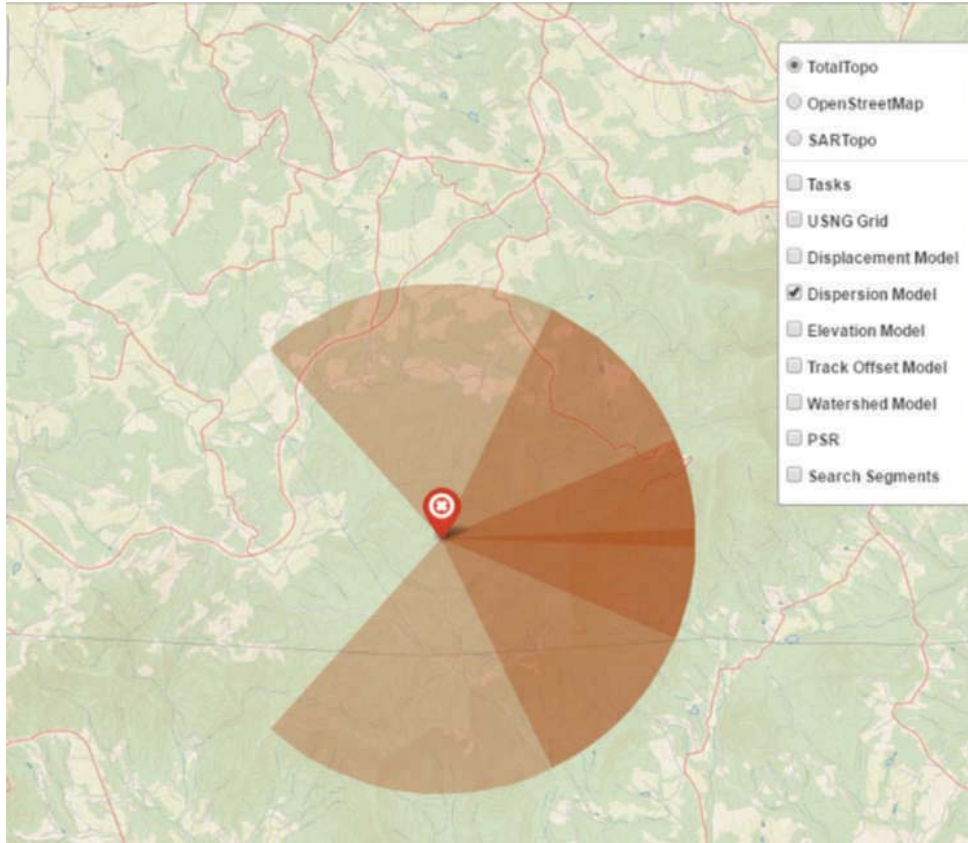 TotalTopo
OpenStreetMap
SARTopo
Tasks
USNG Grid
Displacement Model
Dispersion Model
Elevation Model
Track Offset Model
Watershed Model
PSR
Search Segments